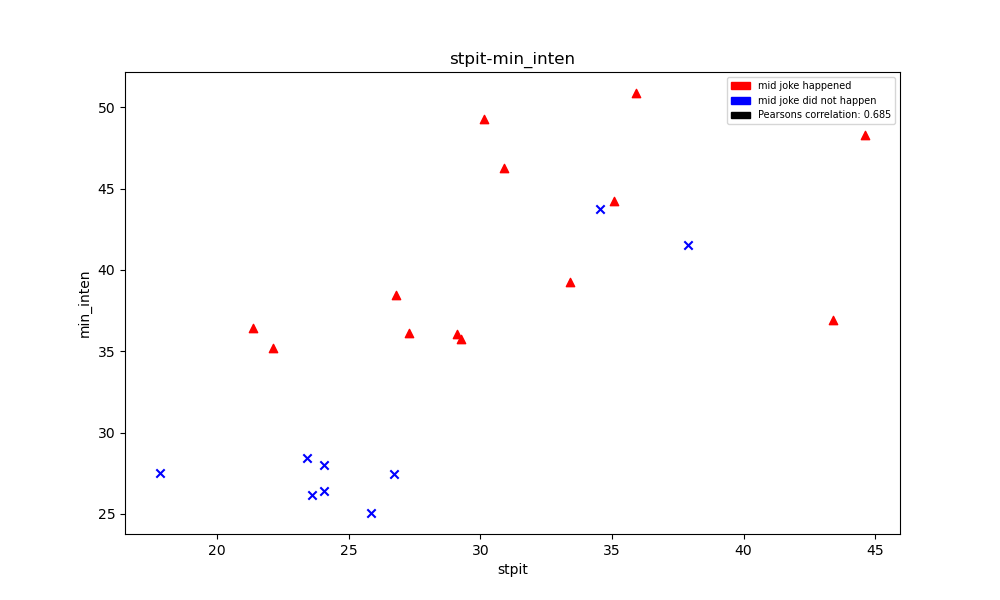 stpit-min_inten
mid joke happened
mid joke did not happen
Pearsons correlation: 0.685
50
45
40
35
30
25
min_inten
20 25 30 35 40 45
stpit